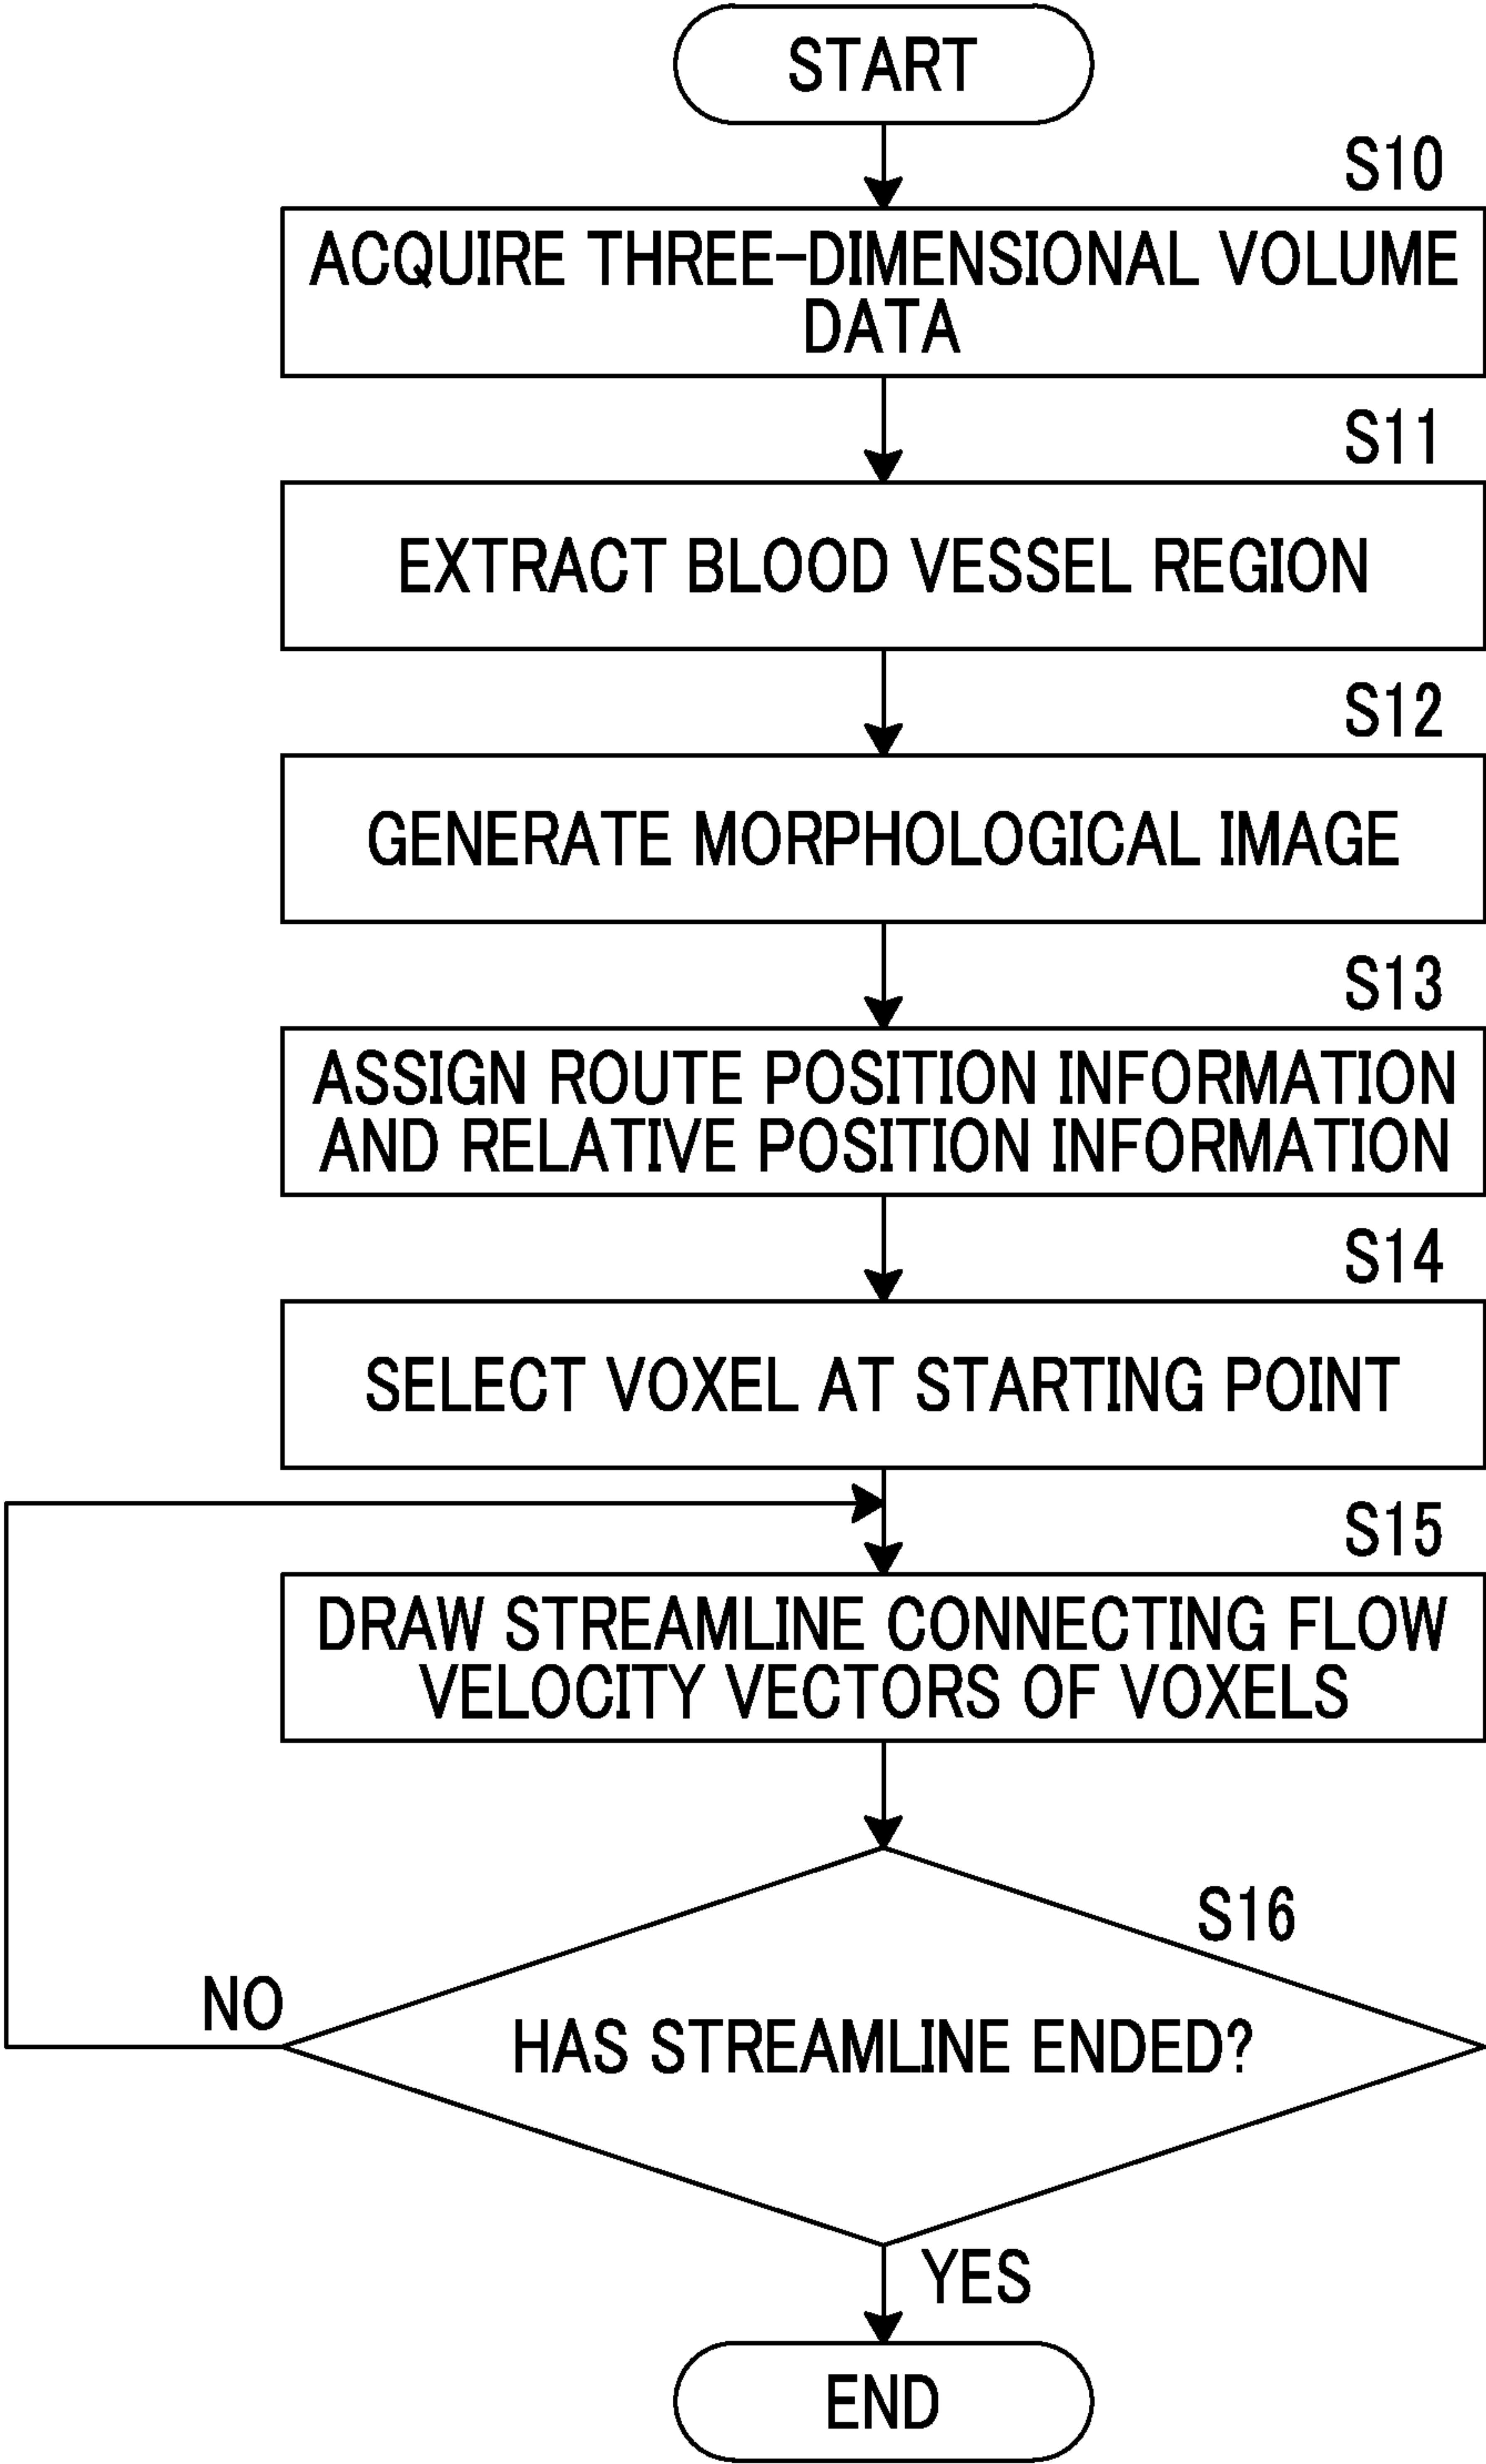 START
S10
ACQUIRE THREE-DIMENSIONAL VOLUME
DATA
S11
EXTRACT BLOOD VESSEL REGION
S12
GENERATE MORPHOLOGICAL IMAGE
S13
ASSIGN ROUTE POSITION INFORMATION
AND RELATIVE POSITION INFORMATION
S14
SELECT VOXEL AT STARTING POINT
S15
DRAW STREAMLINE CONNECTING FLOW
VELOCITY VECTORS OF VOXELS
S16
NO
HAS STREAMLINE ENDED?
YES
END